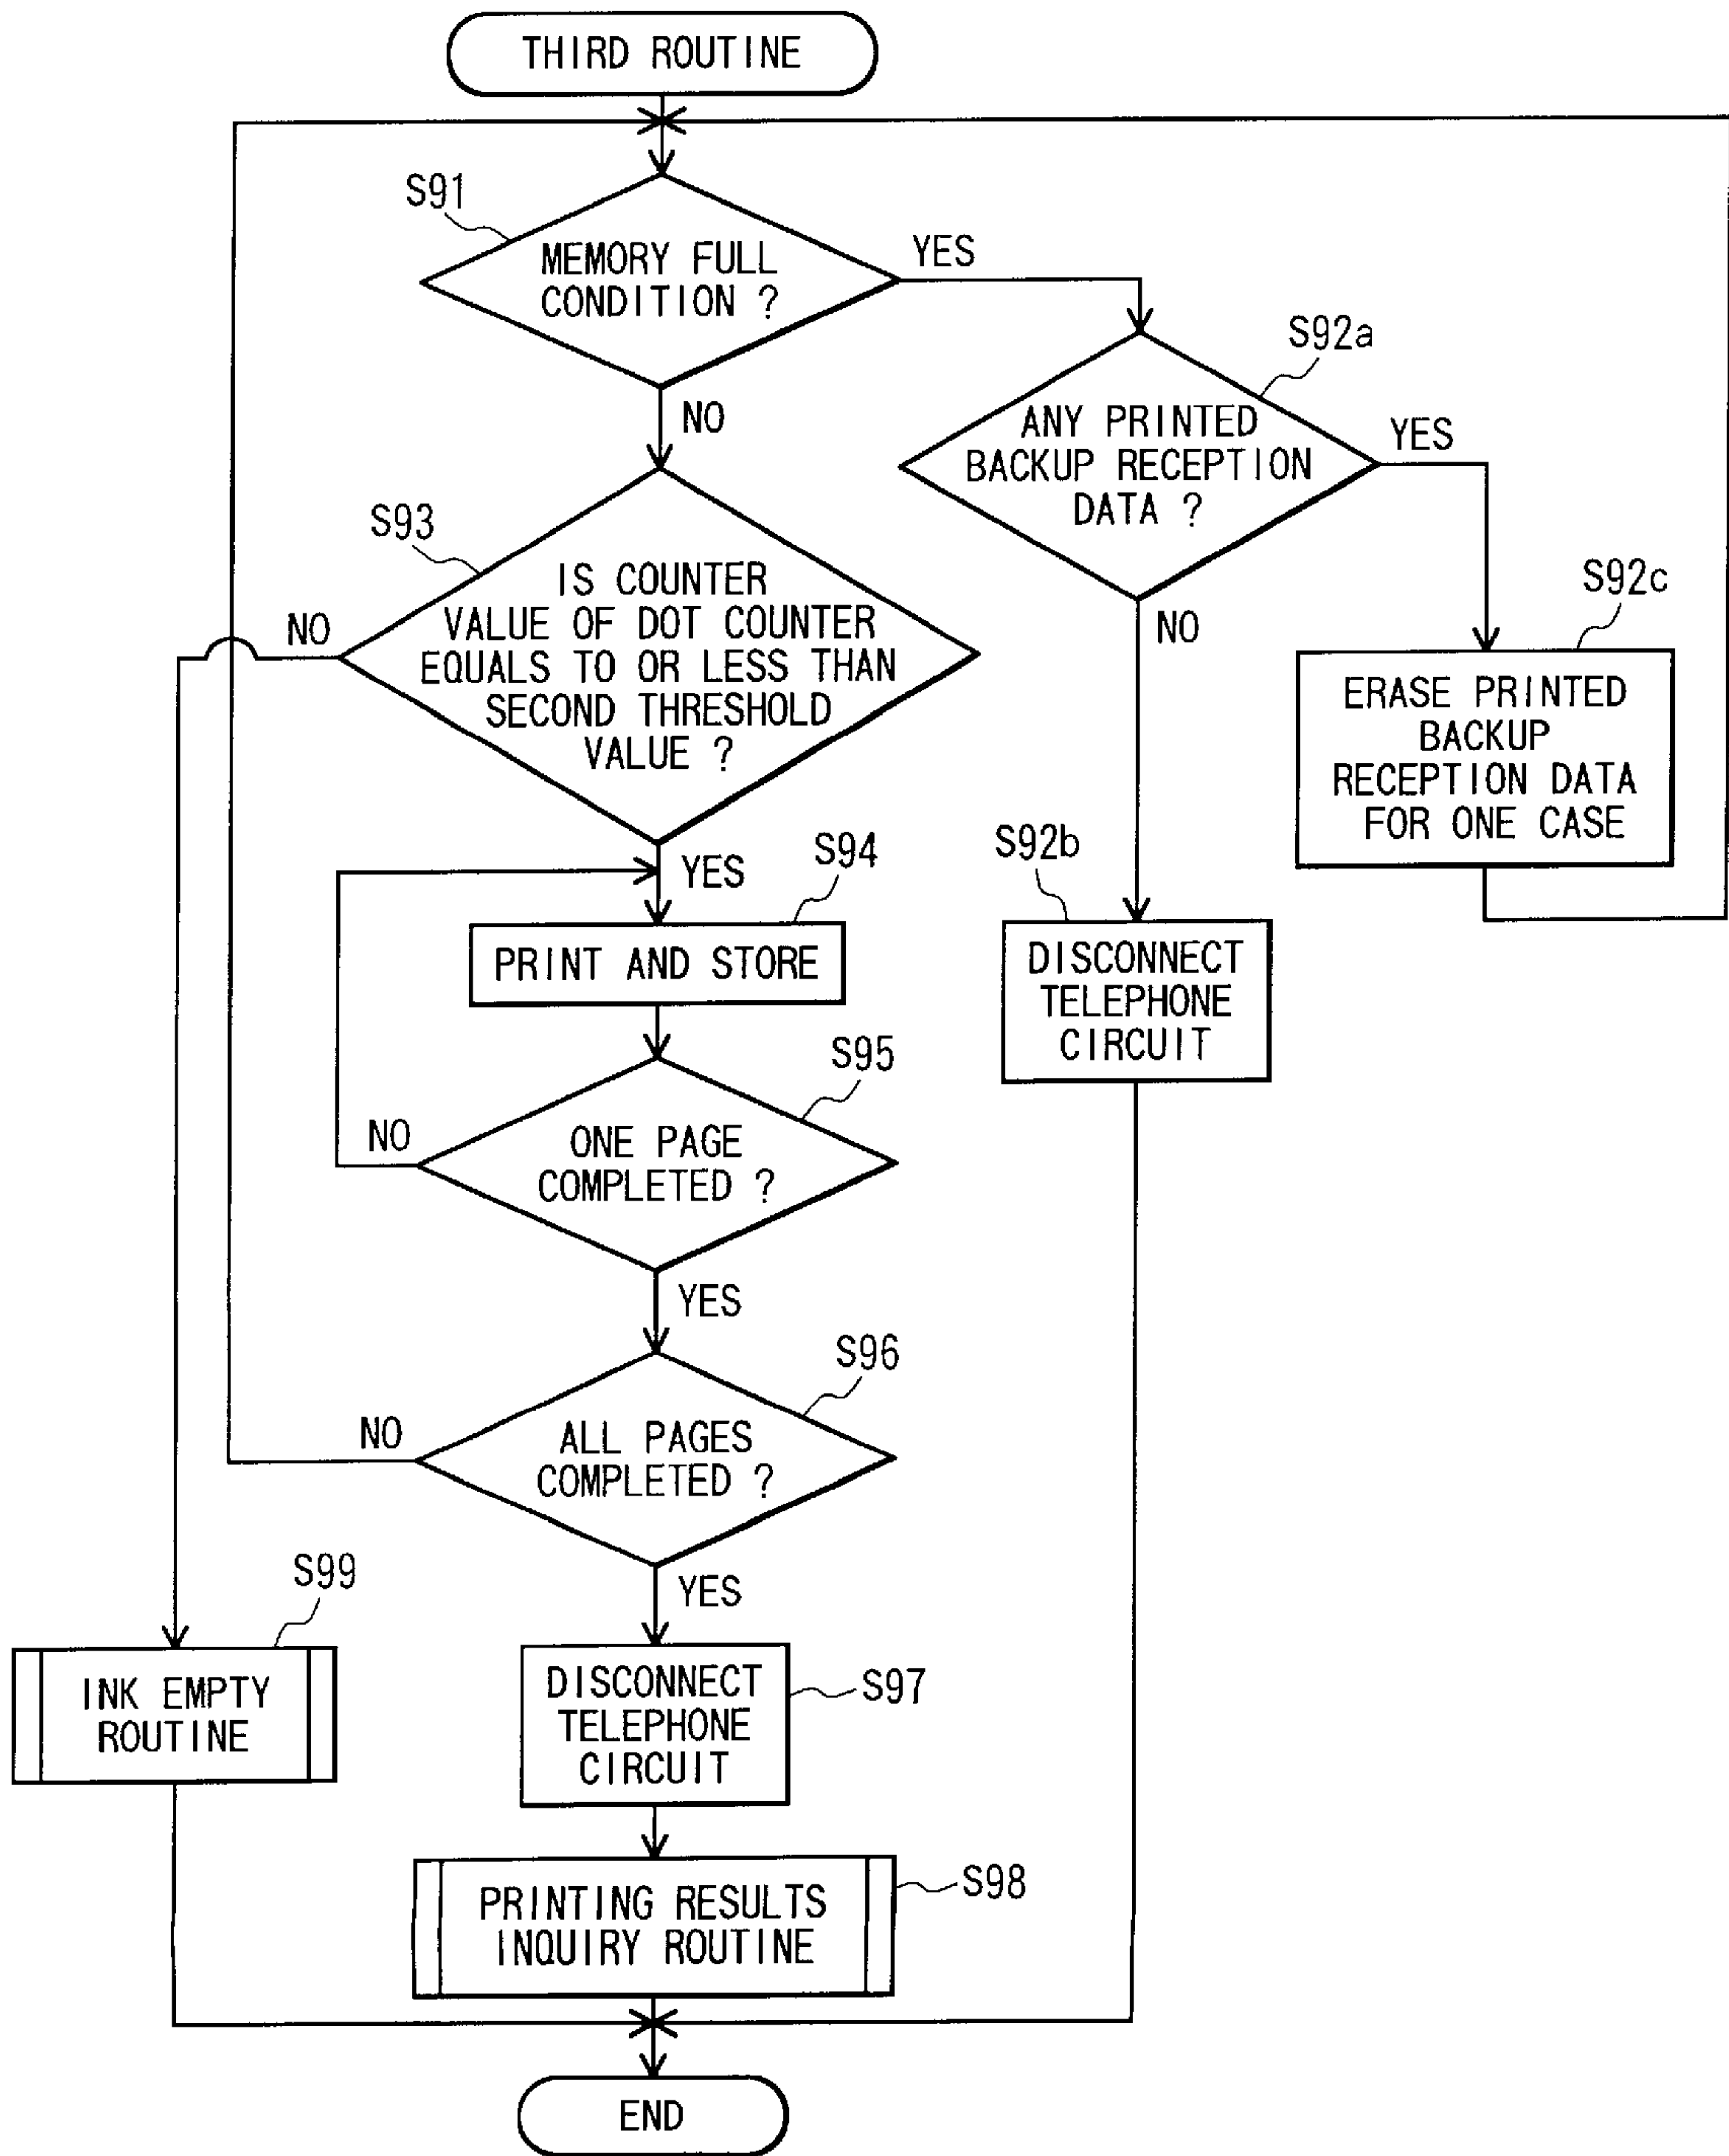 THIRD ROUTINE
S91
MEMORY FULL
CONDITION ?
YES
NO
S92a
ANY PRINTED
BACKUP RECEPTION
DATA ?
YES
NO
S92c
ERASE PRINTED
BACKUP
RECEPTION DATA
FOR ONE CASE
S92b
DISCONNECT
TELEPHONE
CIRCUIT
S93
IS COUNTER
VALUE OF DOT COUNTER
EQUALS TO OR LESS THAN
SECOND THRESHOLD
VALUE ?
NO
YES
S94
PRINT AND STORE
S95
ONE PAGE
COMPLETED ?
NO
YES
S96
ALL PAGES
COMPLETED ?
NO
YES
S99
INK EMPTY
ROUTINE
DISCONNECT
TELEPHONE
CIRCUIT
S97
PRINTING RESULTS
INQUIRY ROUTINE
S98
END